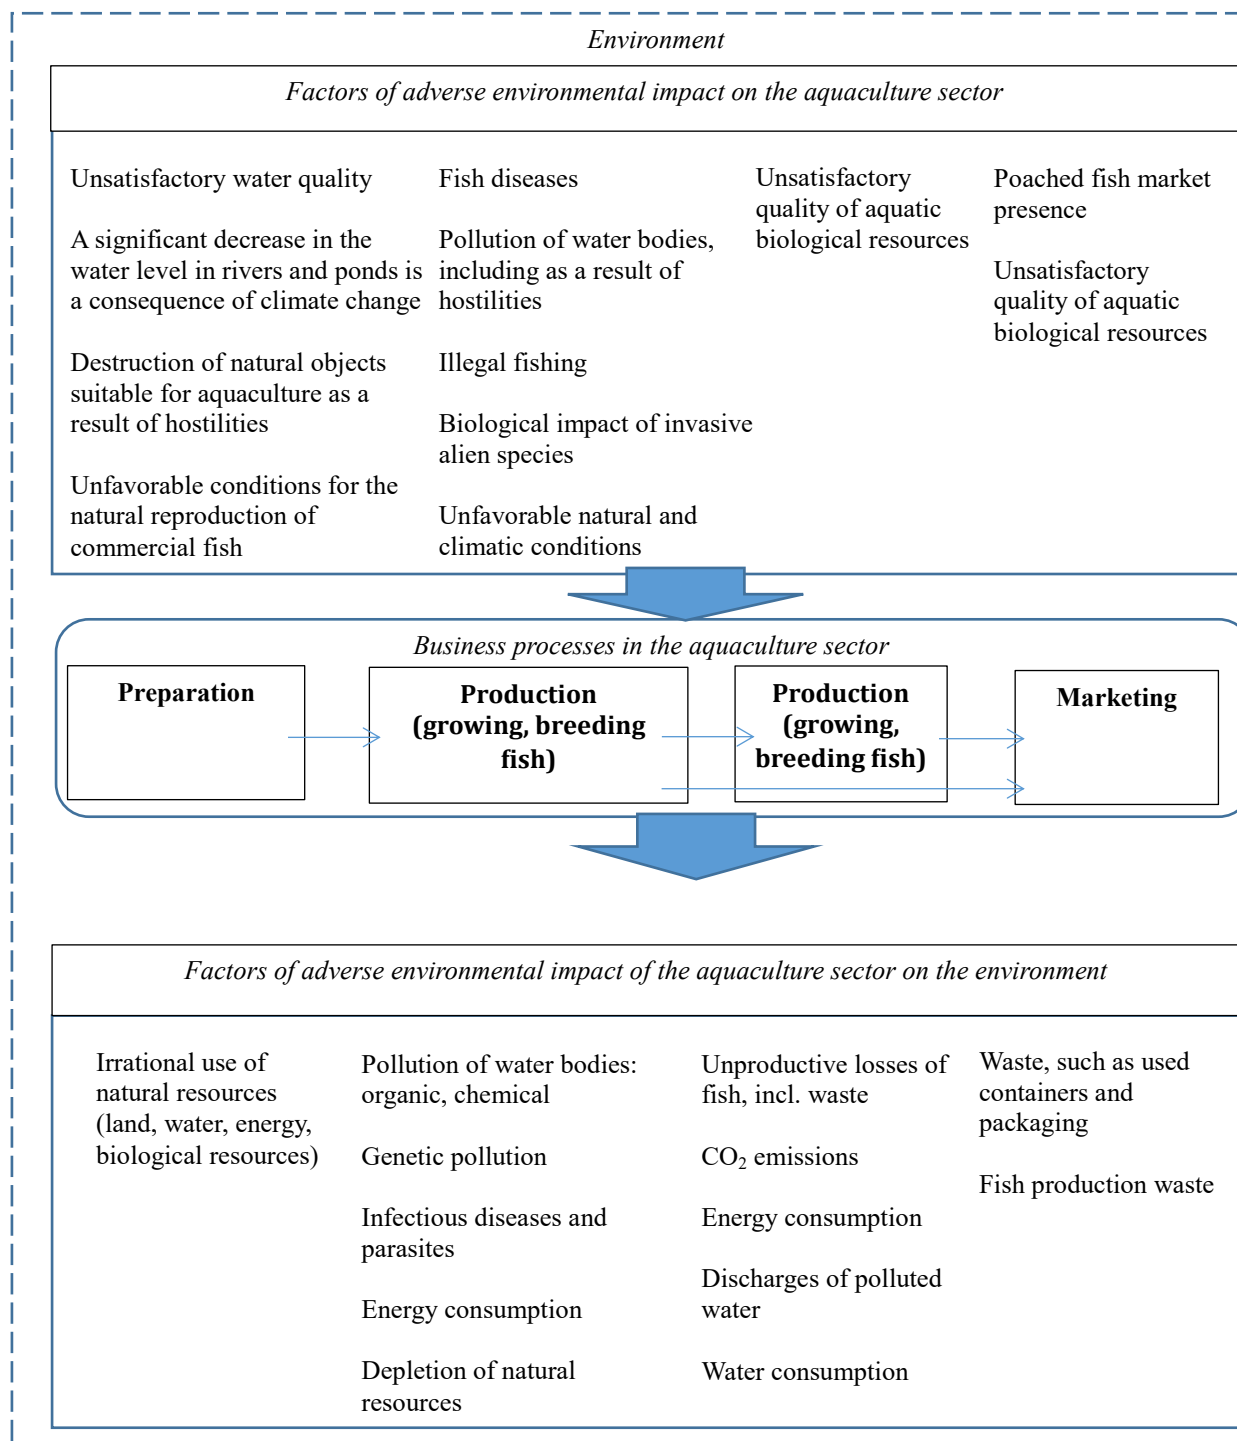 Environment
Factors of adverse environmental impact on the aquaculture sector
Unsatisfactory water quality
A significant decrease in the
water level in rivers and ponds is
a consequence of climate change
Destruction of natural objects
suitable for aquaculture as a
result of hostilities
Unfavorable conditions for the
natural reproduction of
commercial fish
Fish diseases
Pollution of water bodies,
including as a result of
hostilities
Illegal fishing
Biological impact of invasive
alien species
Unfavorable natural and
climatic conditions
Unsatisfactory
quality of aquatic
biological resources
Poached fish market
presence
Unsatisfactory
quality of aquatic
biological resources
Business processes in the aquaculture sector
Preparation
Production
(growing, breeding
fish)
Production
(growing,
breeding fish)
Marketing
Factors of adverse environmental impact of the aquaculture sector on the environment
Irrational use of
natural resources
(land, water, energy,
biological resources)
Pollution of water bodies:
organic, chemical
Genetic pollution
Infectious diseases and
parasites
Energy consumption
Depletion of natural
resources
Unproductive losses of
fish, incl. waste
CO₂ emissions
Energy consumption
Discharges of polluted
water
Water consumption
Waste, such as used
containers and
packaging
Fish production waste